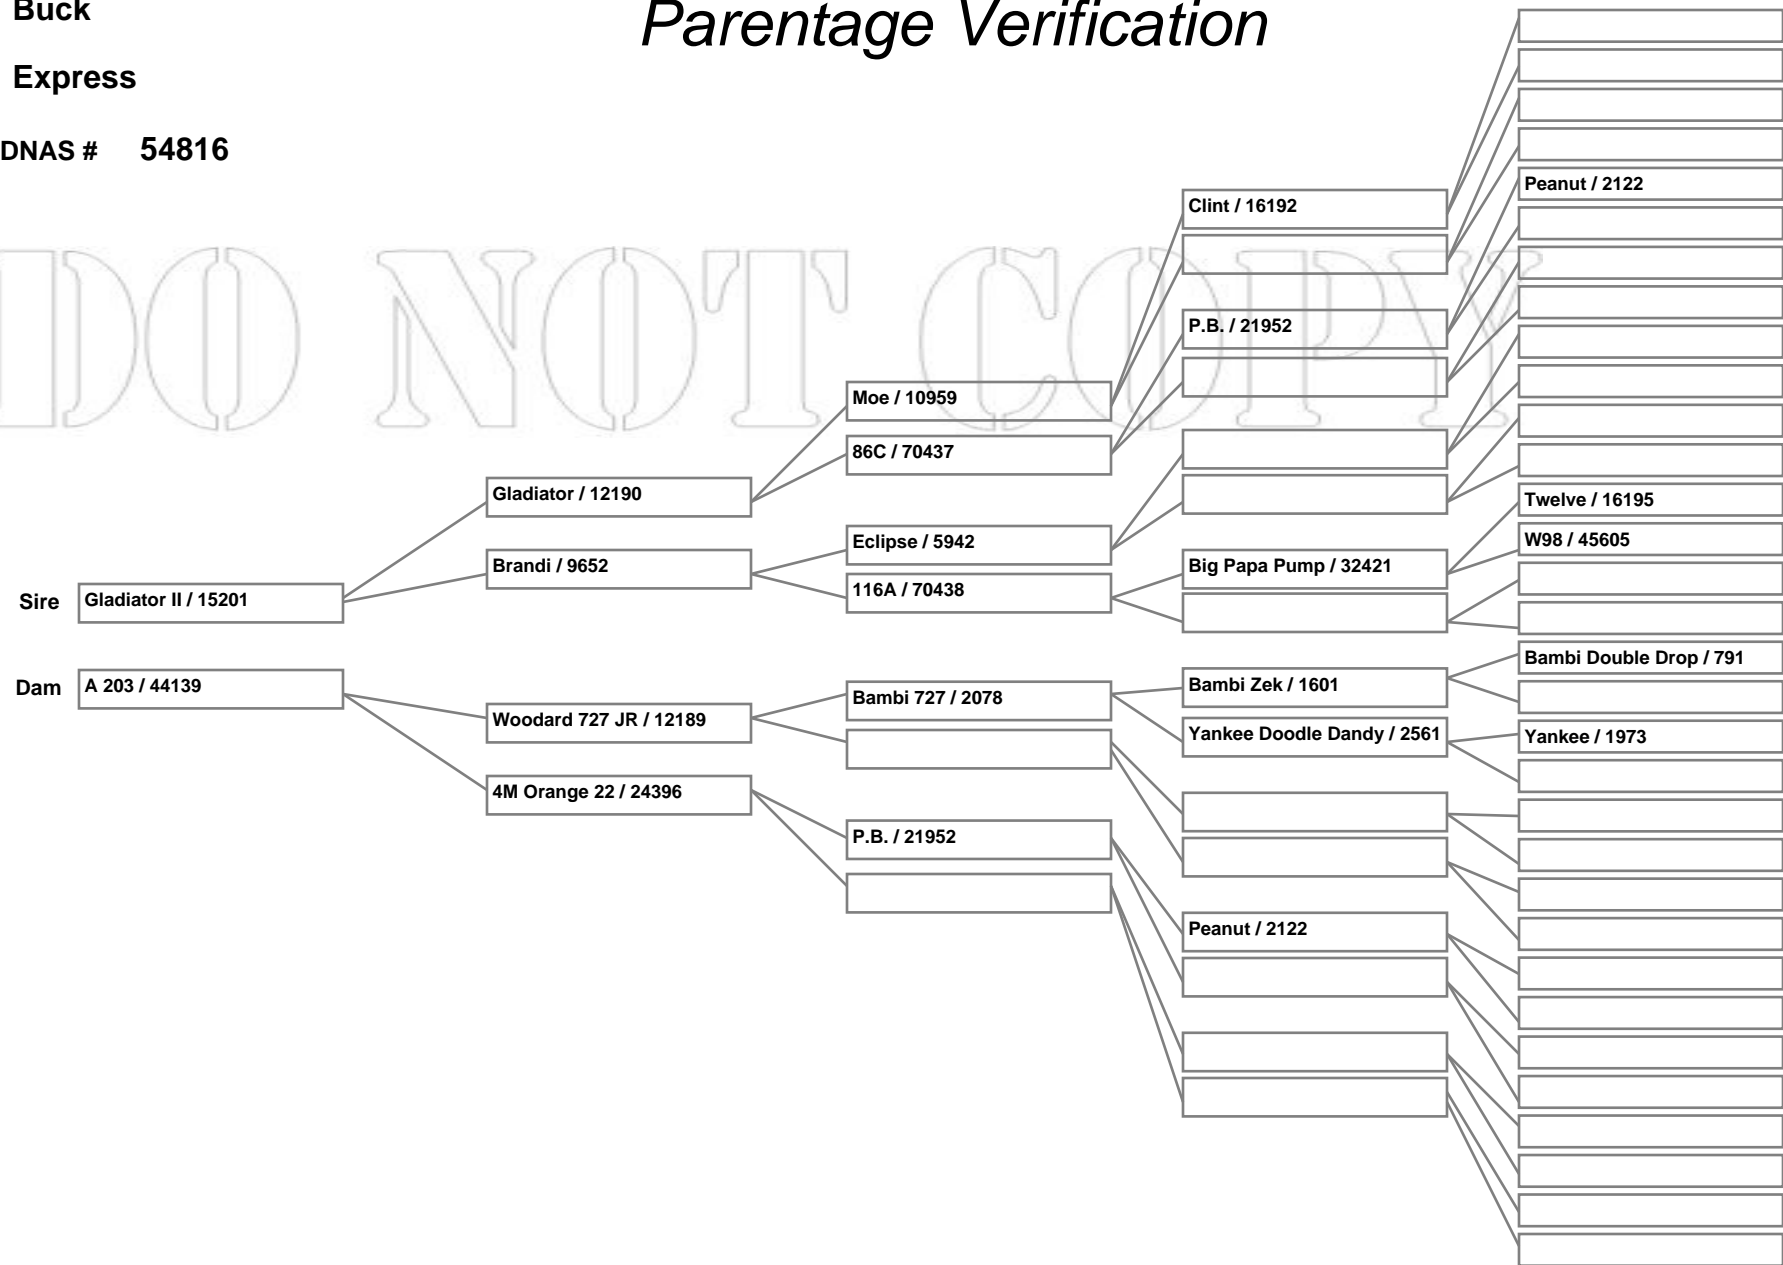 Buck
Parentage Verification
Express
DNAS # 54816
DO NOT COPY
Sire
Gladiator II / 15201
Dam
A 203 / 44139
Gladiator / 12190
Brandi / 9652
Woodard 727 JR / 12189
4M Orange 22 / 24396
Moe / 10959
86C / 70437
Eclipse / 5942
116A / 70438
Bambi 727 / 2078
P.B. / 21952
Clint / 16192
P.B. / 21952
Big Papa Pump / 32421
Bambi Zek / 1601
Yankee Doodle Dandy / 2561
Peanut / 2122
Peanut / 2122
Twelve / 16195
W98 / 45605
Bambi Double Drop / 791
Yankee / 1973